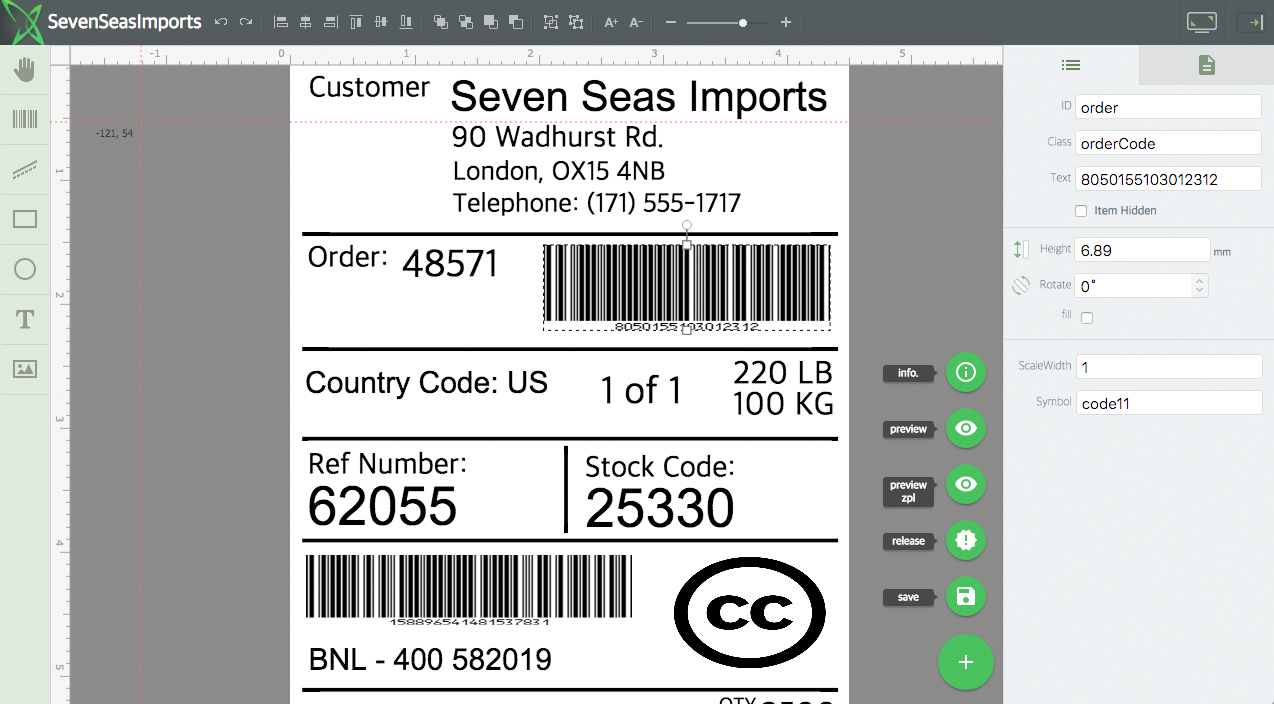 SevenSeasImports
A+ A-
-1 0 1 2 3 4 5
-121, 54
1
2
3
4
5
Customer Seven Seas Imports
90 Wadhurst Rd.
London, OX15 4NB
Telephone: (171) 555-1717
Order: 48571
8050155103012312
Country Code: US 1 of 1 220 LB
100 KG
Ref Number: Stock Code:
62055 25330
15889654148153783 1
CC
BNL - 400 582019
QTY
info.
preview
preview
zpl
release
save
ID order
Class orderCode
Text 8050155103012312
Item Hidden
Height 6.89 mm
Rotate 0°
fill
ScaleWidth 1
Symbol code11